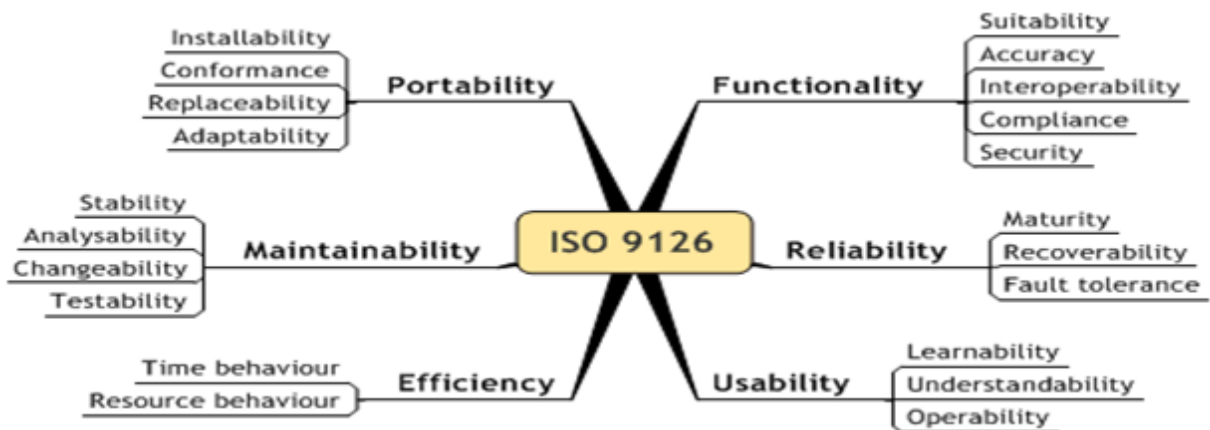 ISO 9126
Functionality
Suitability
Accuracy
Interoperability
Compliance
Security
Reliability
Maturity
Recoverability
Fault tolerance
Usability
Learnability
Understandability
Operability
Efficiency
Time behaviour
Resource behaviour
Maintainability
Stability
Analysability
Changeability
Testability
Portability
Installability
Conformance
Replaceability
Adaptability